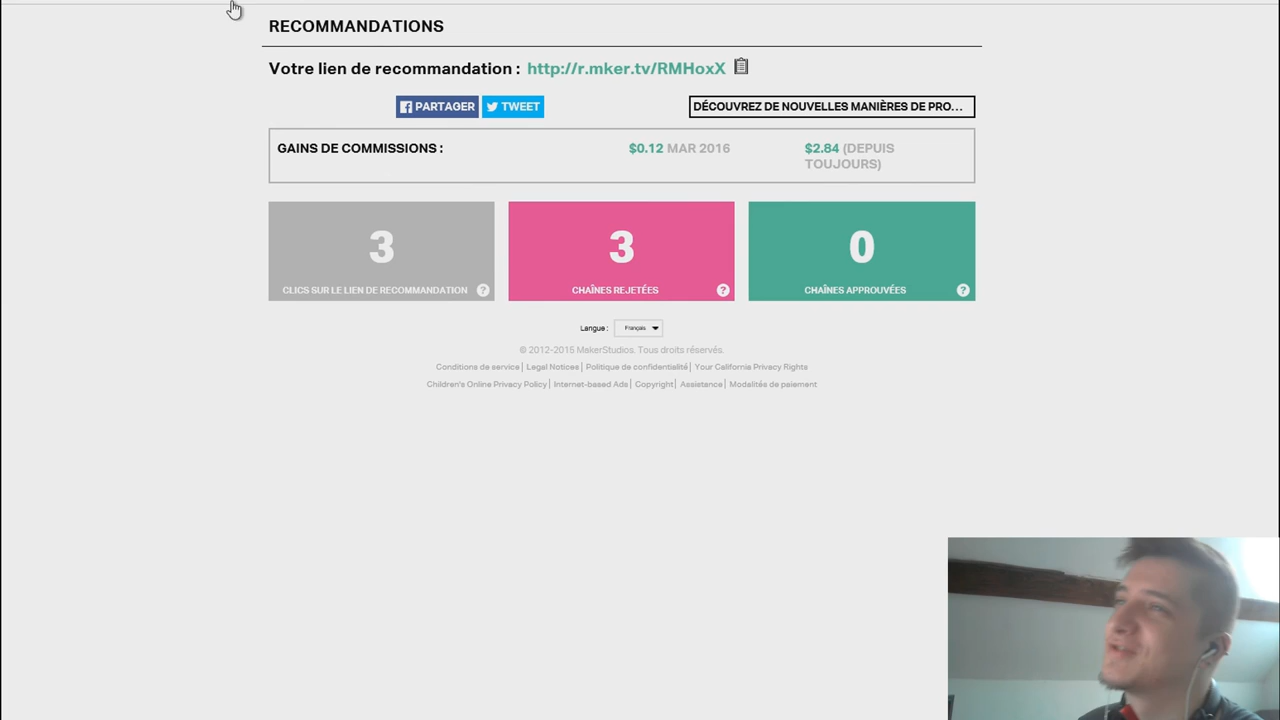 RECOMMANDATIONS
Votre lien de recommandation : http://r.mker.tv/RMHoxX
PARTAGER TWEET DÉCOUVREZ DE NOUVELLES MANIÈRES DE PRO...
GAINS DE COMMISSIONS : $0.12 MAR 2016 $2.84 (DEPUIS
TOUJOURS)
3 3 0
CLICS SUR LE LIEN DE RECOMMANDATION ? CHAÎNES REJETÉES ? CHAÎNES APPROUVÉES ?
Langue : Français
© 2012-2015 MakerStudios. Tous droits réservés.
Conditions de service| Legal Notices| Politique de confidentialité| Your California Privacy Rights
Children's Online Privacy Policy| Internet-based Ads| Copyright| Assistance| Modalités de paiement